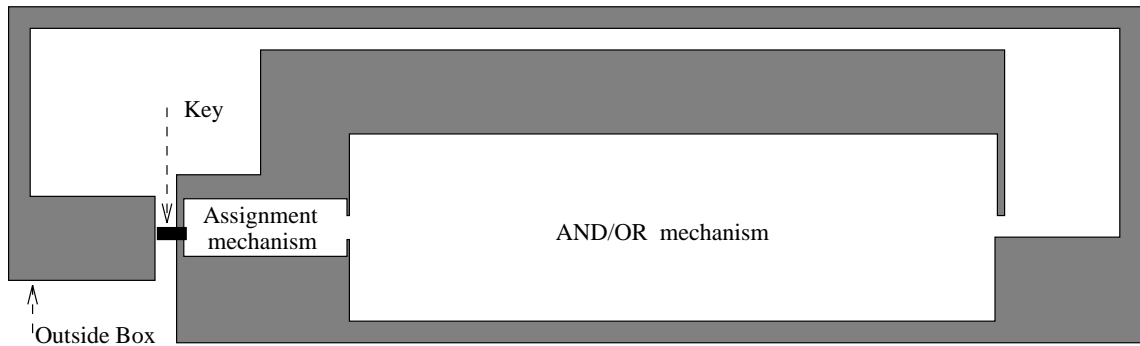 Key
Assignment
mechanism
AND/OR mechanism
Outside Box